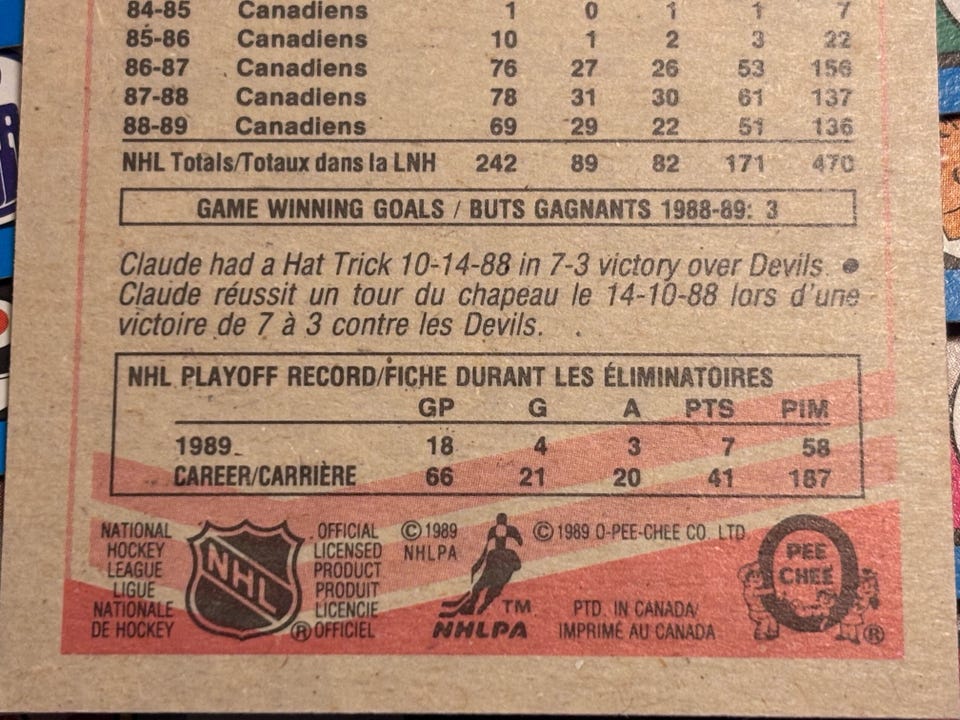 84-85 Canadiens 1 0 1 1 7
85-86 Canadiens 10 1 2 3 22
86-87 Canadiens 76 27 26 53 156
87-88 Canadiens 78 31 30 61 137
88-89 Canadiens 69 29 22 51 136
NHL Totals/Totaux dans la LNH 242 89 82 171 470
GAME WINNING GOALS / BUTS GAGNANTS 1988-89: 3
Claude had a Hat Trick 10-14-88 in 7-3 victory over Devils. ●
Claude réussit un tour du chapeau le 14-10-88 lors d'une
victoire de 7 à 3 contre les Devils.
NHL PLAYOFF RECORD/FICHE DURANT LES ÉLIMINATOIRES
GP G A PTS PIM
1989 18 4 3 7 58
CAREER/CARRIÈRE 66 21 20 41 187
NATIONAL
HOCKEY
LEAGUE
LIGUE
NATIONALE
DE HOCKEY
NHL
®
OFFICIAL
LICENSED
PRODUCT
PRODUIT
LICENCIE
OFFICIEL
© 1989
NHLPA
TM
NHLPA
© 1989 O-PEE-CHEE CO. LTD
PTD. IN CANADA/
IMPRIMÉ AU CANADA
O
PEE
CHEE
®